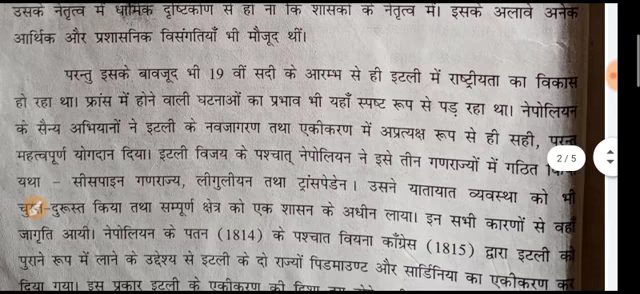 उसके नेतृत्व में धार्मिक दृष्टिकोण से हो ना कि शासकों के नेतृत्व में। इसके अलावे अनेक
आर्थिक और प्रशासनिक विसंगतियाँ भी मौजूद थीं।
परन्तु इसके बावजूद भी 19 वीं सदी के आरम्भ से ही इटली में राष्ट्रीयता का विकास
हो रहा था। फ्रांस में होने वाली घटनाओं का प्रभाव भी यहाँ स्पष्ट रूप से पड़ रहा था। नेपोलियन
के सैन्य अभियानों ने इटली के नवजागरण तथा एकीकरण में अप्रत्यक्ष रूप से ही सही, परन्तु
महत्वपूर्ण योगदान दिया। इटली विजय के पश्चात् नेपोलियन ने इसे तीन गणराज्यों में गठित
2/5
यथा - सीसपाइन गणराज्य, लीगुलीयन तथा ट्रांसपेडेन। उसने यातायात व्यवस्था को भी
दुरूस्त किया तथा सम्पूर्ण क्षेत्र को एक शासन के अधीन लाया। इन सभी कारणों से वहाँ
जागृति आयी। नेपोलियन के पतन (1814) के पश्चात वियना काँग्रेस (1815) द्वारा इटली को
पुराने रूप में लाने के उद्देश्य से इटली के दो राज्यों पिडमाउण्ट और सार्डिनिया का एकीकरण कर
दिया गया। इस प्रकार इटली के एकीकरण की दिशा